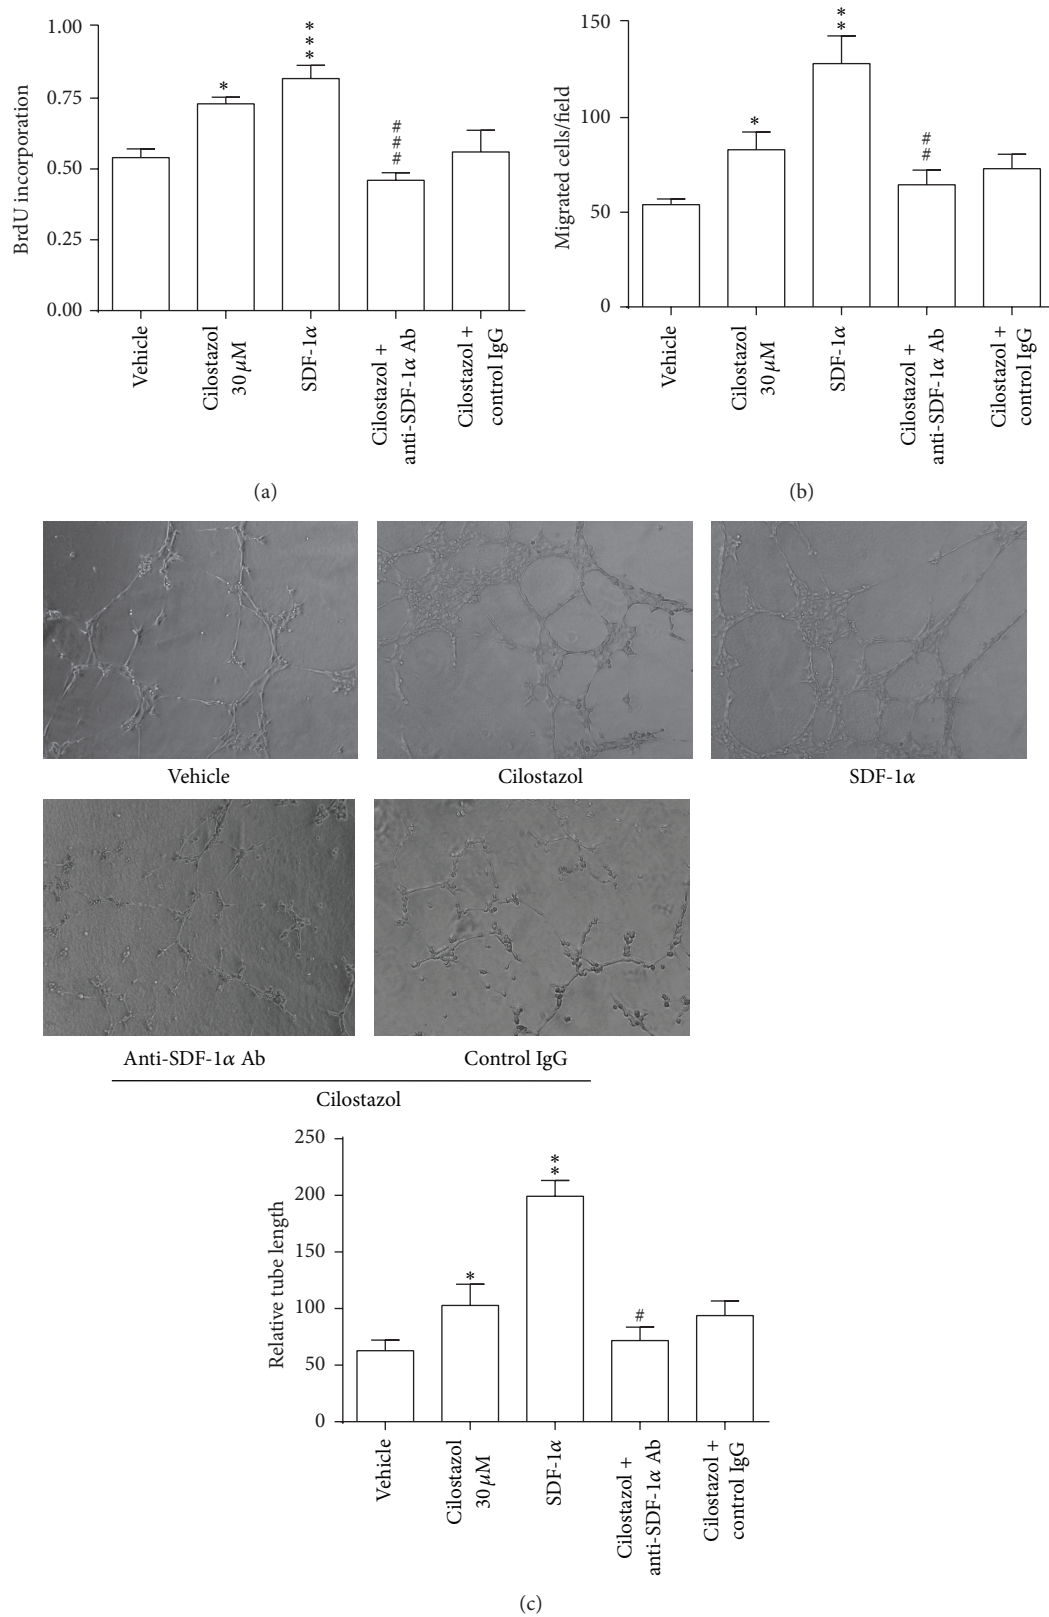 BrdU incorporation
1.00
0.75
0.50
0.25
0.00
*
***
###
Vehicle
Cilostazol
30 μM
SDF-1α
Cilostazol +
anti-SDF-1α Ab
Cilostazol +
control IgG
(a)
Migrated cells/field
150
100
50
0
*
**
##
Vehicle
Cilostazol
30 μM
SDF-1α
Cilostazol +
anti-SDF-1α Ab
Cilostazol +
control IgG
(b)
Vehicle
Cilostazol
SDF-1α
Anti-SDF-1α Ab
Control IgG
Cilostazol
Relative tube length
250
200
150
100
50
0
*
**
#
Vehicle
Cilostazol
30 μM
SDF-1α
Cilostazol +
anti-SDF-1α Ab
Cilostazol +
control IgG
(c)